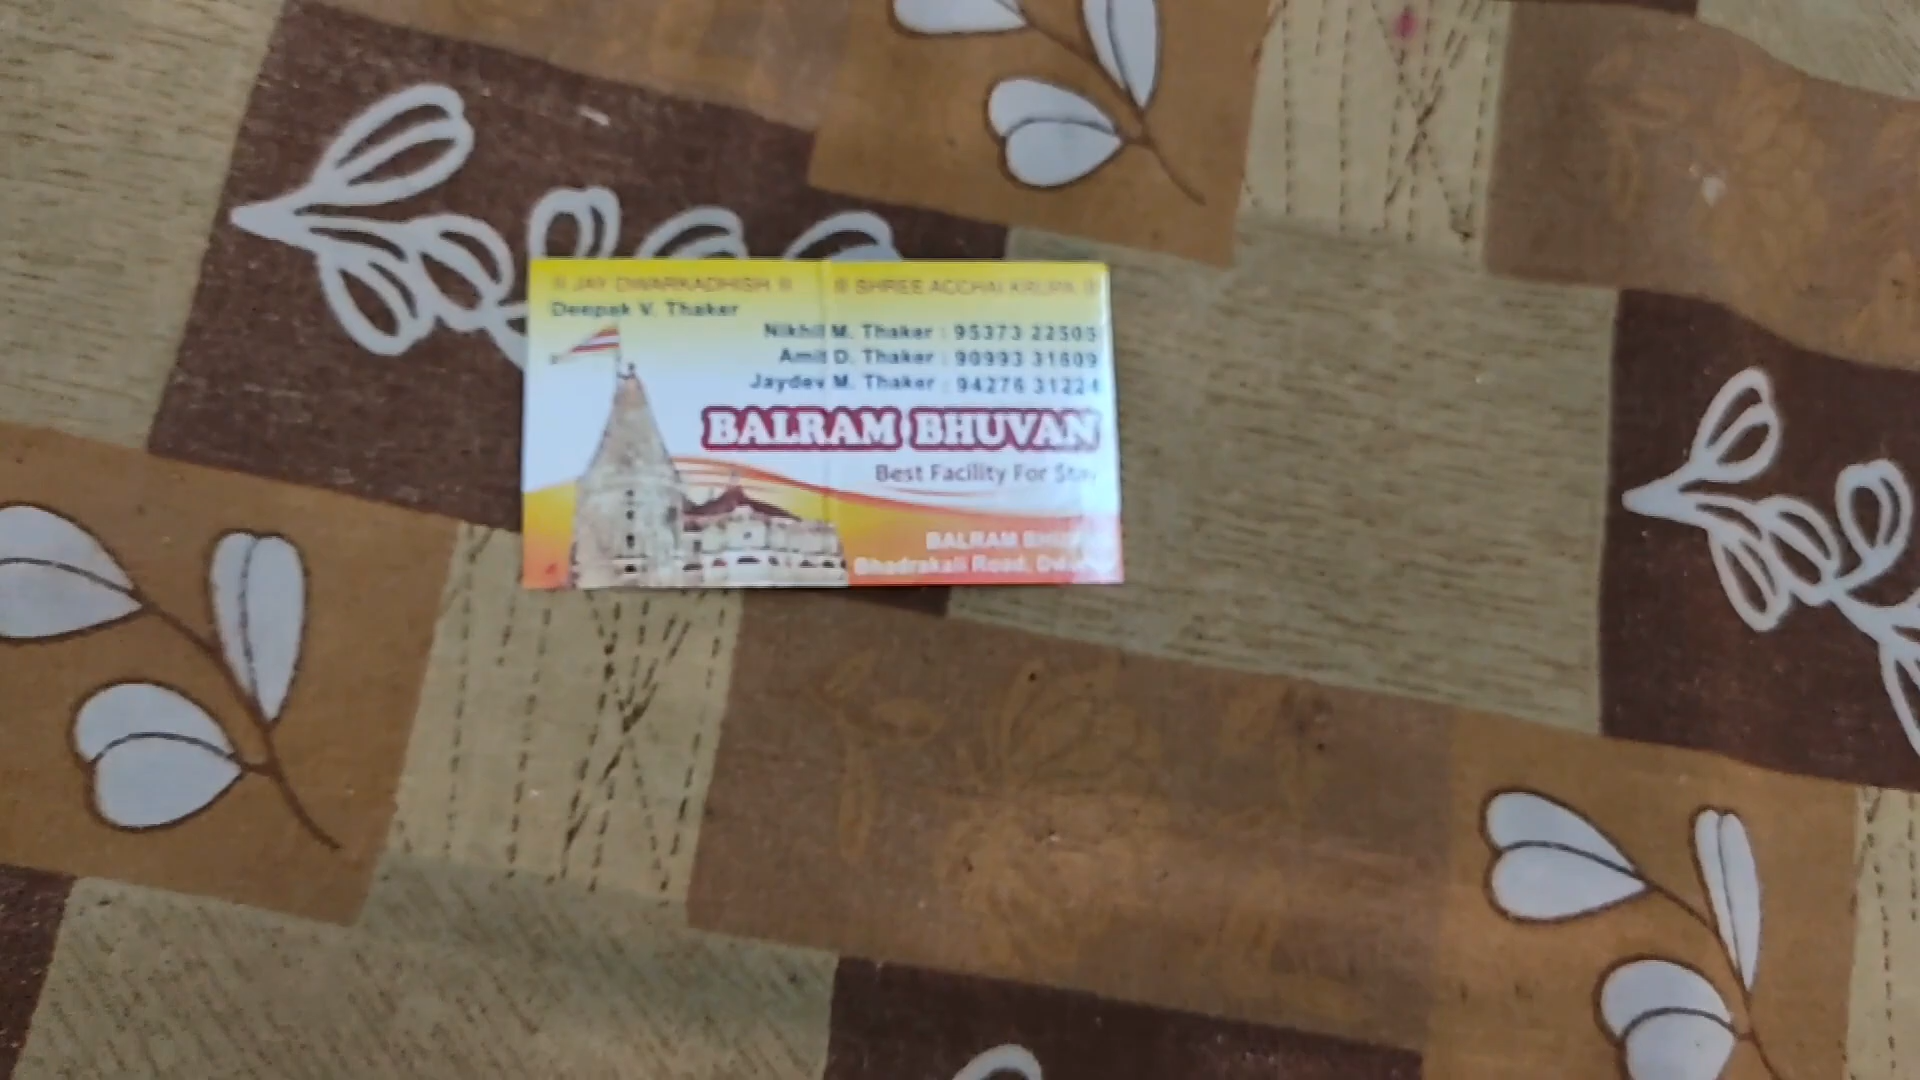 ॥ JAY DWARKADHISH ॥ ॥ SHREE ACCHAI KRUPA ॥
Deepak V. Thaker
Nikhil M. Thaker : 95373 22505
Amit D. Thaker : 90993 31609
Jaydev M. Thaker : 94276 31224
BALRAM BHUVAN
Best Facility For Stay
BALRAM
Bhadrakali Road,